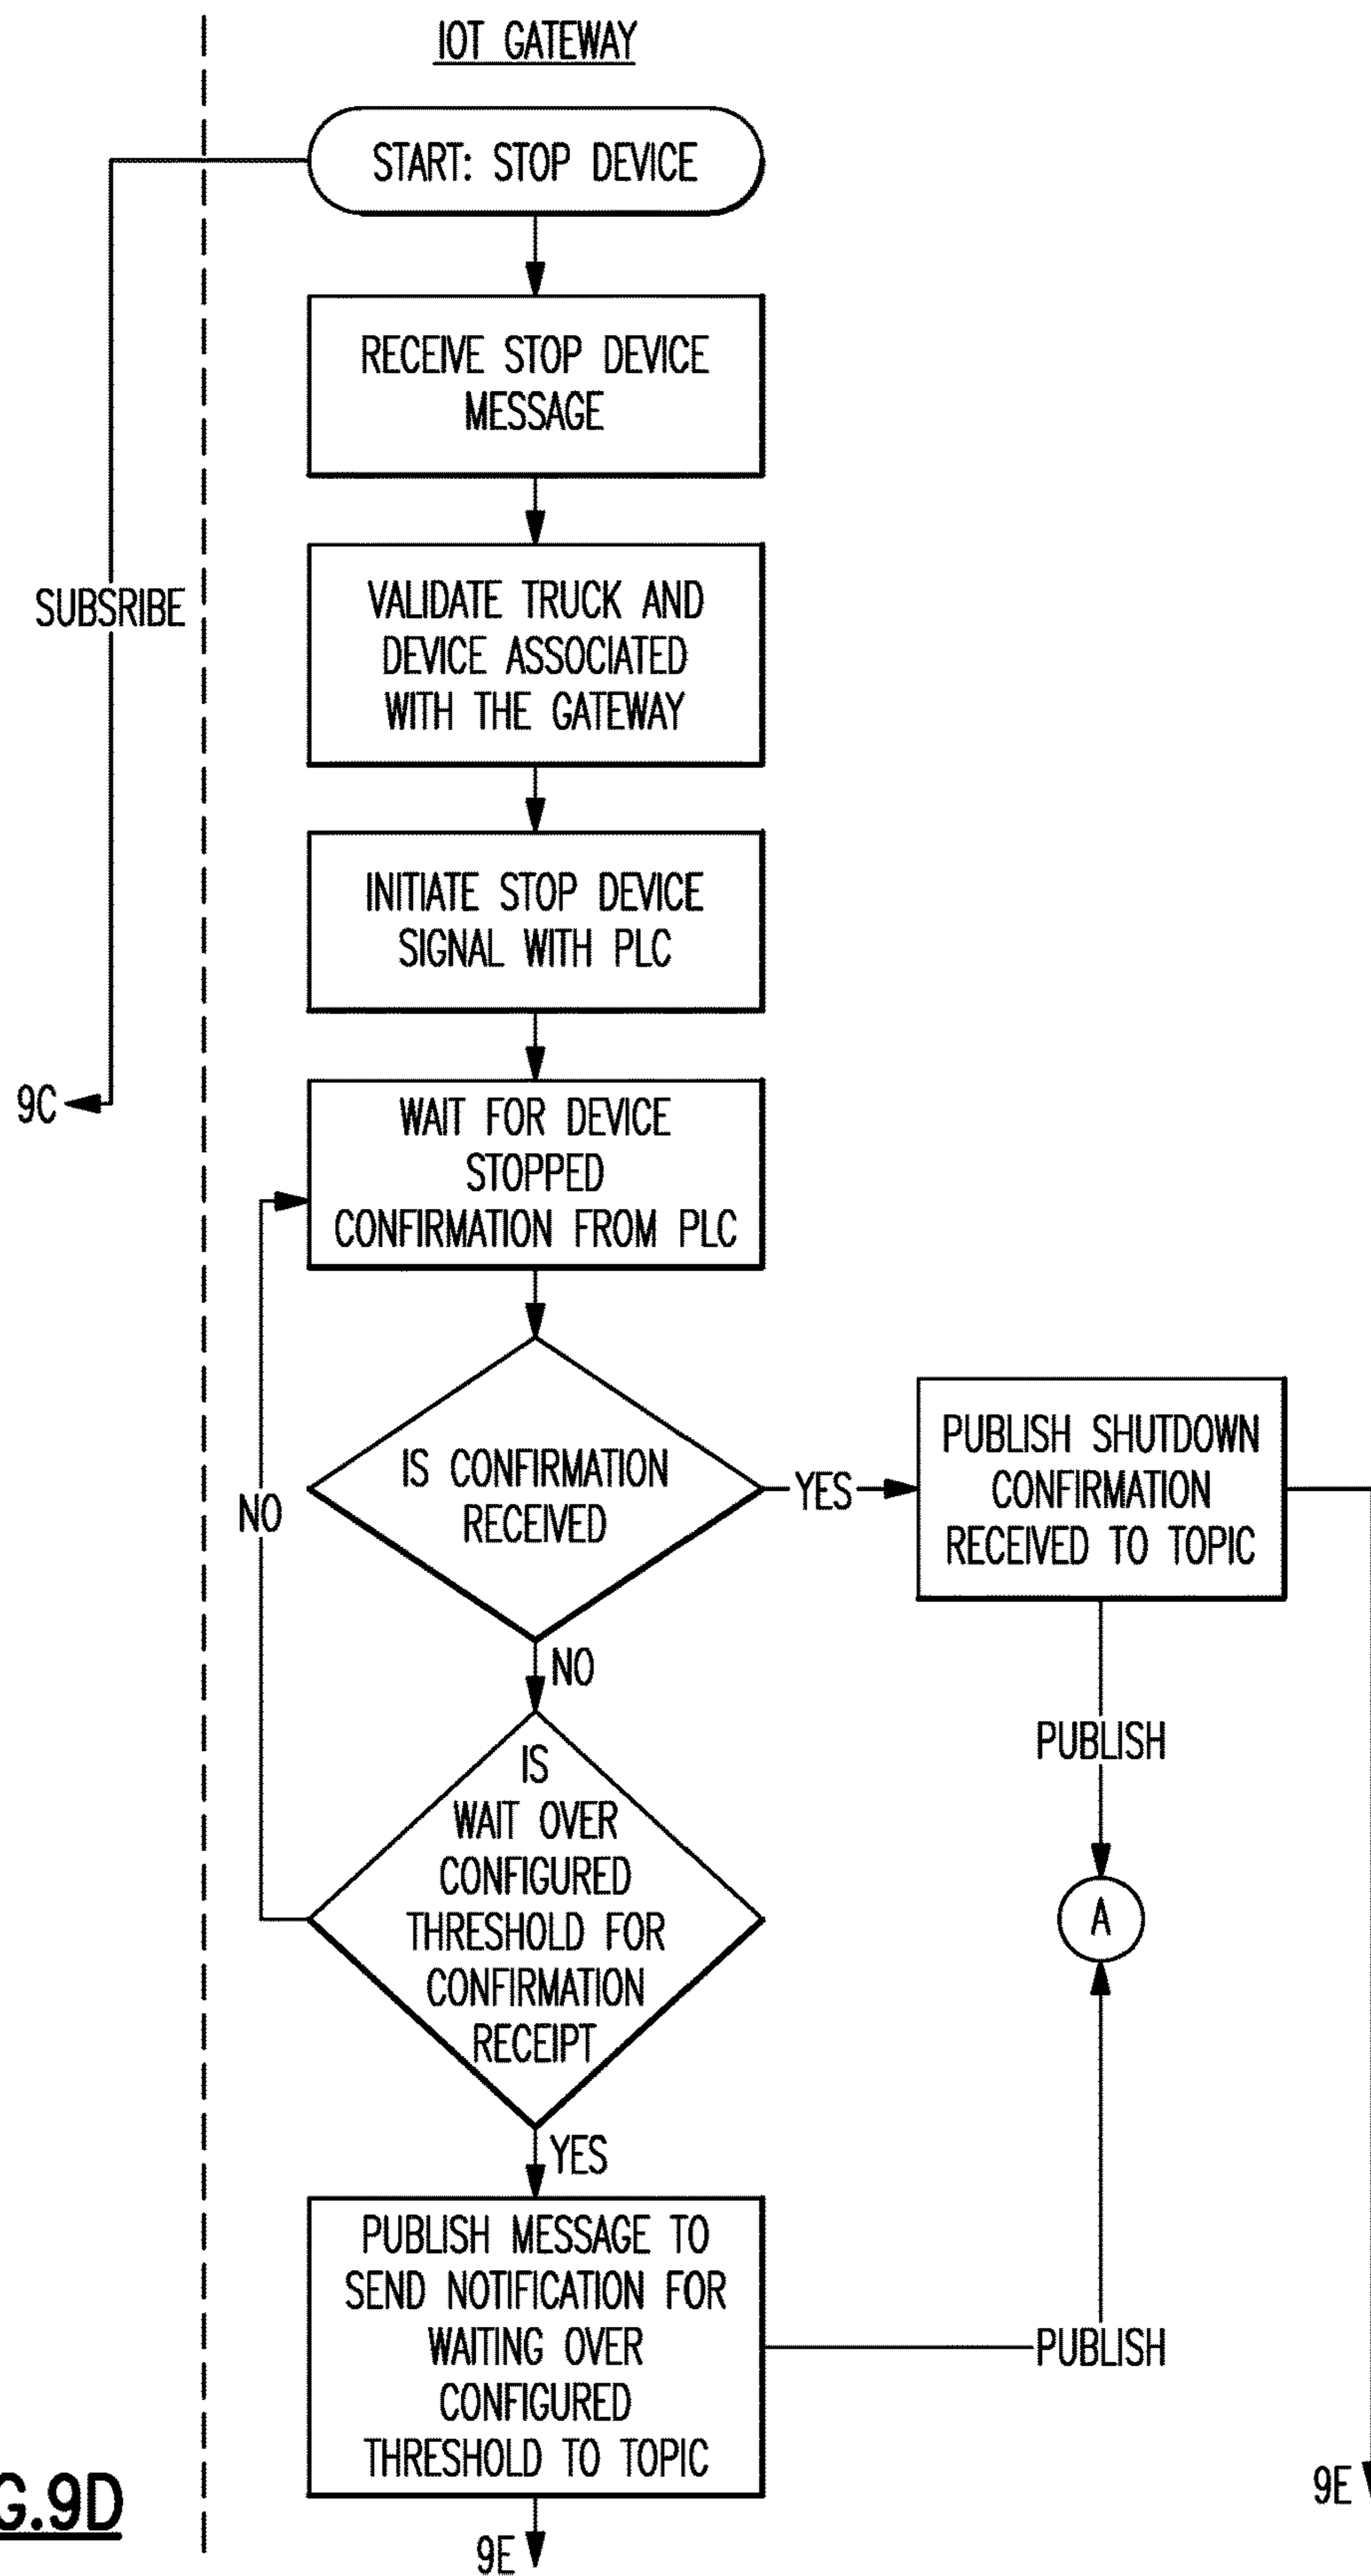 IOT GATEWAY
START: STOP DEVICE
RECEIVE STOP DEVICE
MESSAGE
SUBSRIBE
VALIDATE TRUCK AND
DEVICE ASSOCIATED
WITH THE GATEWAY
INITIATE STOP DEVICE
SIGNAL WITH PLC
9C
WAIT FOR DEVICE
STOPPED
CONFIRMATION FROM PLC
IS CONFIRMATION
RECEIVED
YES
PUBLISH SHUTDOWN
CONFIRMATION
RECEIVED TO TOPIC
NO
NO
PUBLISH
IS
WAIT OVER
CONFIGURED
THRESHOLD FOR
CONFIRMATION
RECEIPT
A
YES
PUBLISH MESSAGE TO
SEND NOTIFICATION FOR
WAITING OVER
CONFIGURED
THRESHOLD TO TOPIC
PUBLISH
9E
9E
G.9D